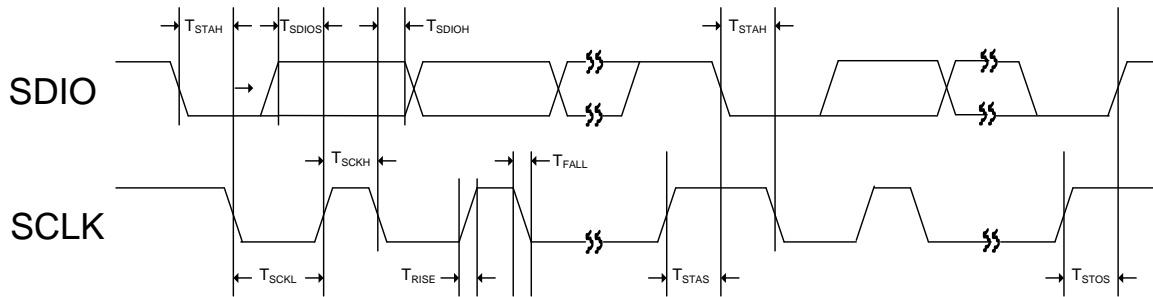 TSTAH TSDIOS TSDIOH TSTAH
SDIO
TSCKH TFALL
SCLK
TSCKL TRISE TSTAS TSTOS